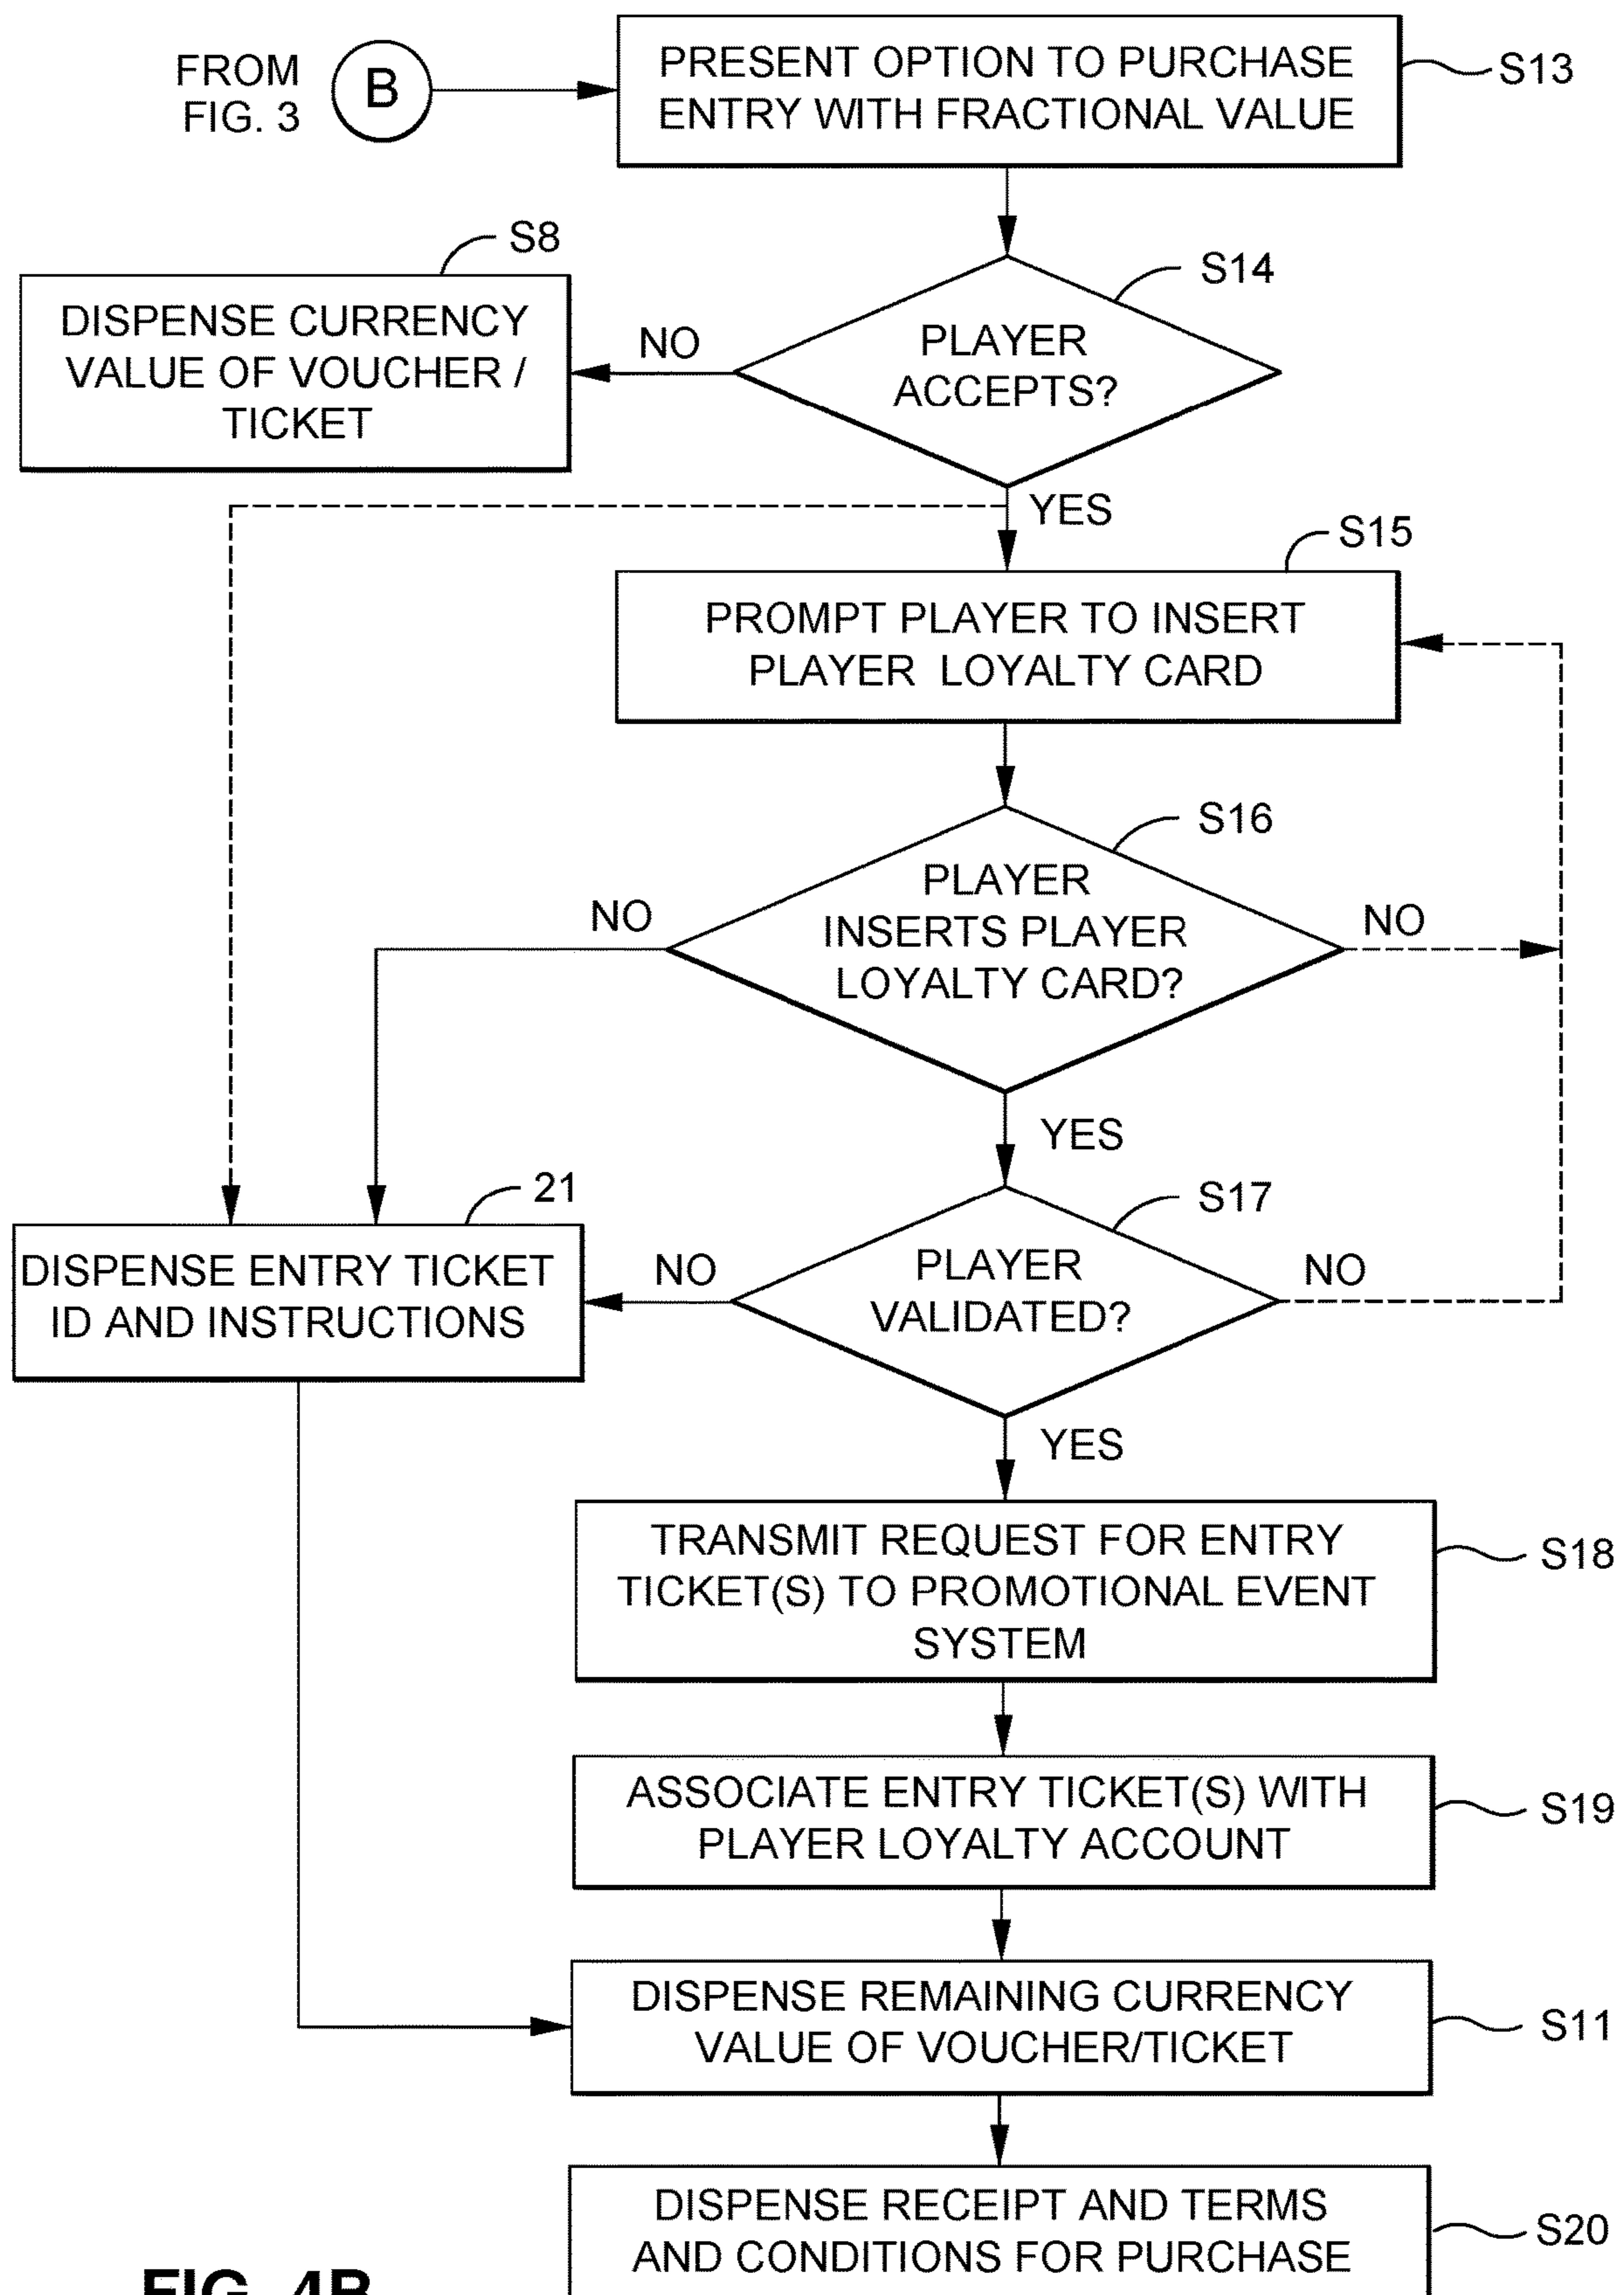 FROM
FIG. 3
B
PRESENT OPTION TO PURCHASE
ENTRY WITH FRACTIONAL VALUE
S13
S8
DISPENSE CURRENCY
VALUE OF VOUCHER /
TICKET
NO
S14
PLAYER
ACCEPTS?
YES
S15
PROMPT PLAYER TO INSERT
PLAYER LOYALTY CARD
S16
NO
PLAYER
INSERTS PLAYER
LOYALTY CARD?
NO
YES
21
DISPENSE ENTRY TICKET
ID AND INSTRUCTIONS
NO
S17
PLAYER
VALIDATED?
NO
YES
TRANSMIT REQUEST FOR ENTRY
TICKET(S) TO PROMOTIONAL EVENT
SYSTEM
S18
ASSOCIATE ENTRY TICKET(S) WITH
PLAYER LOYALTY ACCOUNT
S19
DISPENSE REMAINING CURRENCY
VALUE OF VOUCHER/TICKET
S11
DISPENSE RECEIPT AND TERMS
AND CONDITIONS FOR PURCHASE
S20
FIG. 4B